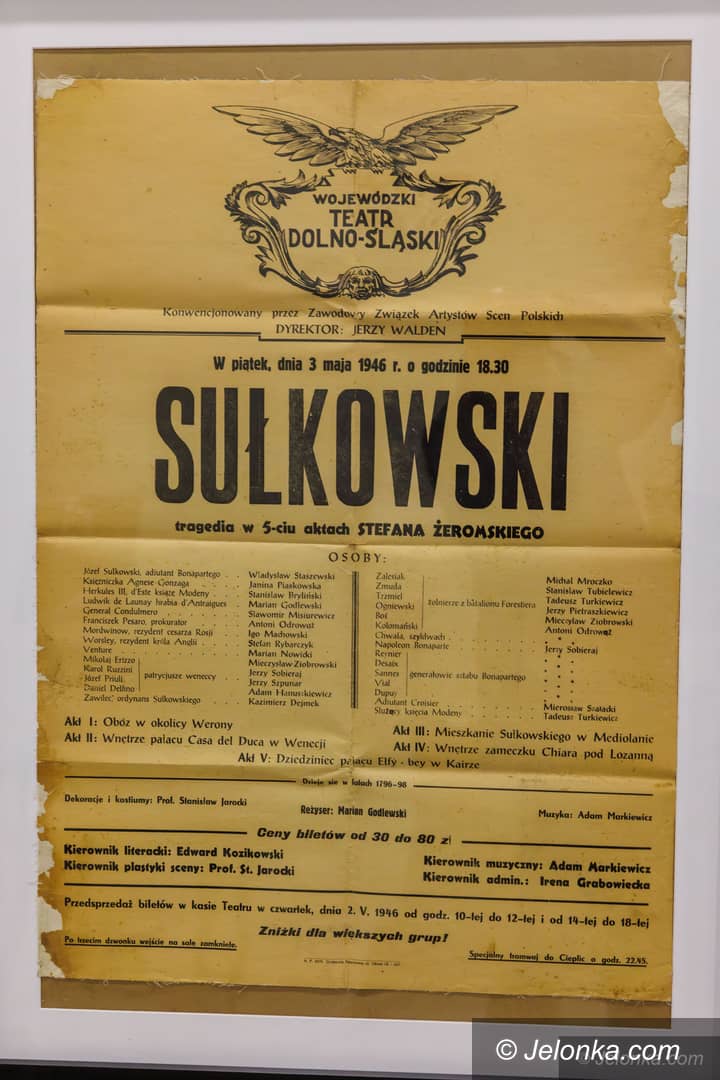 WOJEWÓDZKI
TEATR
DOLNO-ŚLĄSKI
Konwencjonowany przez Zawodowy Związek Artystów Scen Polskich
DYREKTOR: JERZY WALDEN
W piątek, dnia 3 maja 1946 r. o godzinie 18.30
SUŁKOWSKI
tragedia w 5-ciu aktach STEFANA ŻEROMSKIEGO
OSOBY:
Józef Sułkowski, adiutant Bonapartego . . Władysław Staszewski
Księżniczka Agnese Gonzaga . . . . . Janina Piaskowska
Herkules III, d'Este książę Modeny . . . Stanisław Bryliński
Ludwik de Launay hrabia d'Antraigues . . Marian Godlewski
General Condulmero . . . . . . Sławomir Misiurewicz
Franciszek Pesaro, prokurator . . . . Antoni Odrowąż
Mordwinow, rezydent cesarza Rosji . . . Igo Machowski
Worsley, rezydent króla Anglii . . . . Stefan Rybarczyk
Venture . . . . . . . . Marian Nowicki
Mikołaj Erizzo Mieczysław Ziobrowski
Karol Ruzzini Jerzy Sobieraj
Józef Priuli patrycjusze weneccy . . . Jerzy Szpunar
Daniel Delfino Adam Hanuszkiewicz
Zawilec, ordynans Sułkowskiego . . . . Kazimierz Dejmek
Zalesiak Michał Mroczko
Zmuda Stanisław Tubielewicz
Trzmiel Tadeusz Turkiewicz
Ogniewski żołnierze z batalionu Forestiera Jerzy Pietraszkiewicz
Boś Mieczysław Ziobrowski
Kolomański Antoni Odrowąż
Chwała, szyldwach . . . . . . . * * *
Napoleon Bonaparte . . . . . . . Jerzy Sobieraj
Reynier * * *
Desaix * * *
Sannes generałowie sztabu Bonapartego * * *
Vial * * *
Dupuy * * *
Adiutant Croisier . . . . . . . Mirosław Szałacki
Służący księcia Modeny . . . . . . Tadeusz Turkiewicz
Akt I: Obóz w okolicy Werony
Akt II: Wnętrze pałacu Casa del Duca w Wenecji
Akt III: Mieszkanie Sułkowskiego w Mediolanie
Akt IV: Wnętrze zameczku Chiara pod Lozanną
Akt V: Dziedziniec pałacu Elfy-bey w Kairze
Dzieje się w latach 1796–98
Dekoracje i kostiumy: Prof. Stanisław Jarocki
Reżyser: Marian Godlewski
Muzyka: Adam Markiewicz
Ceny biletów od 30 do 80 zł
Kierownik literacki: Edward Kozikowski
Kierownik plastyki sceny: Prof. St. Jarocki
Kierownik muzyczny: Adam Markiewicz
Kierownik admin.: Irena Grabowiecka
Przedsprzedaż biletów w kasie Teatru w czwartek, dnia 2. V. 1946 od godz. 10-tej do 12-tej i od 14-tej do 18-tej
Zniżki dla większych grup!
Po trzecim dzwonku wejście na salę zamknięte.
Specjalny tramwaj do Cieplic o godz. 22.45.
© Jelonka.com
© Jelonka.com